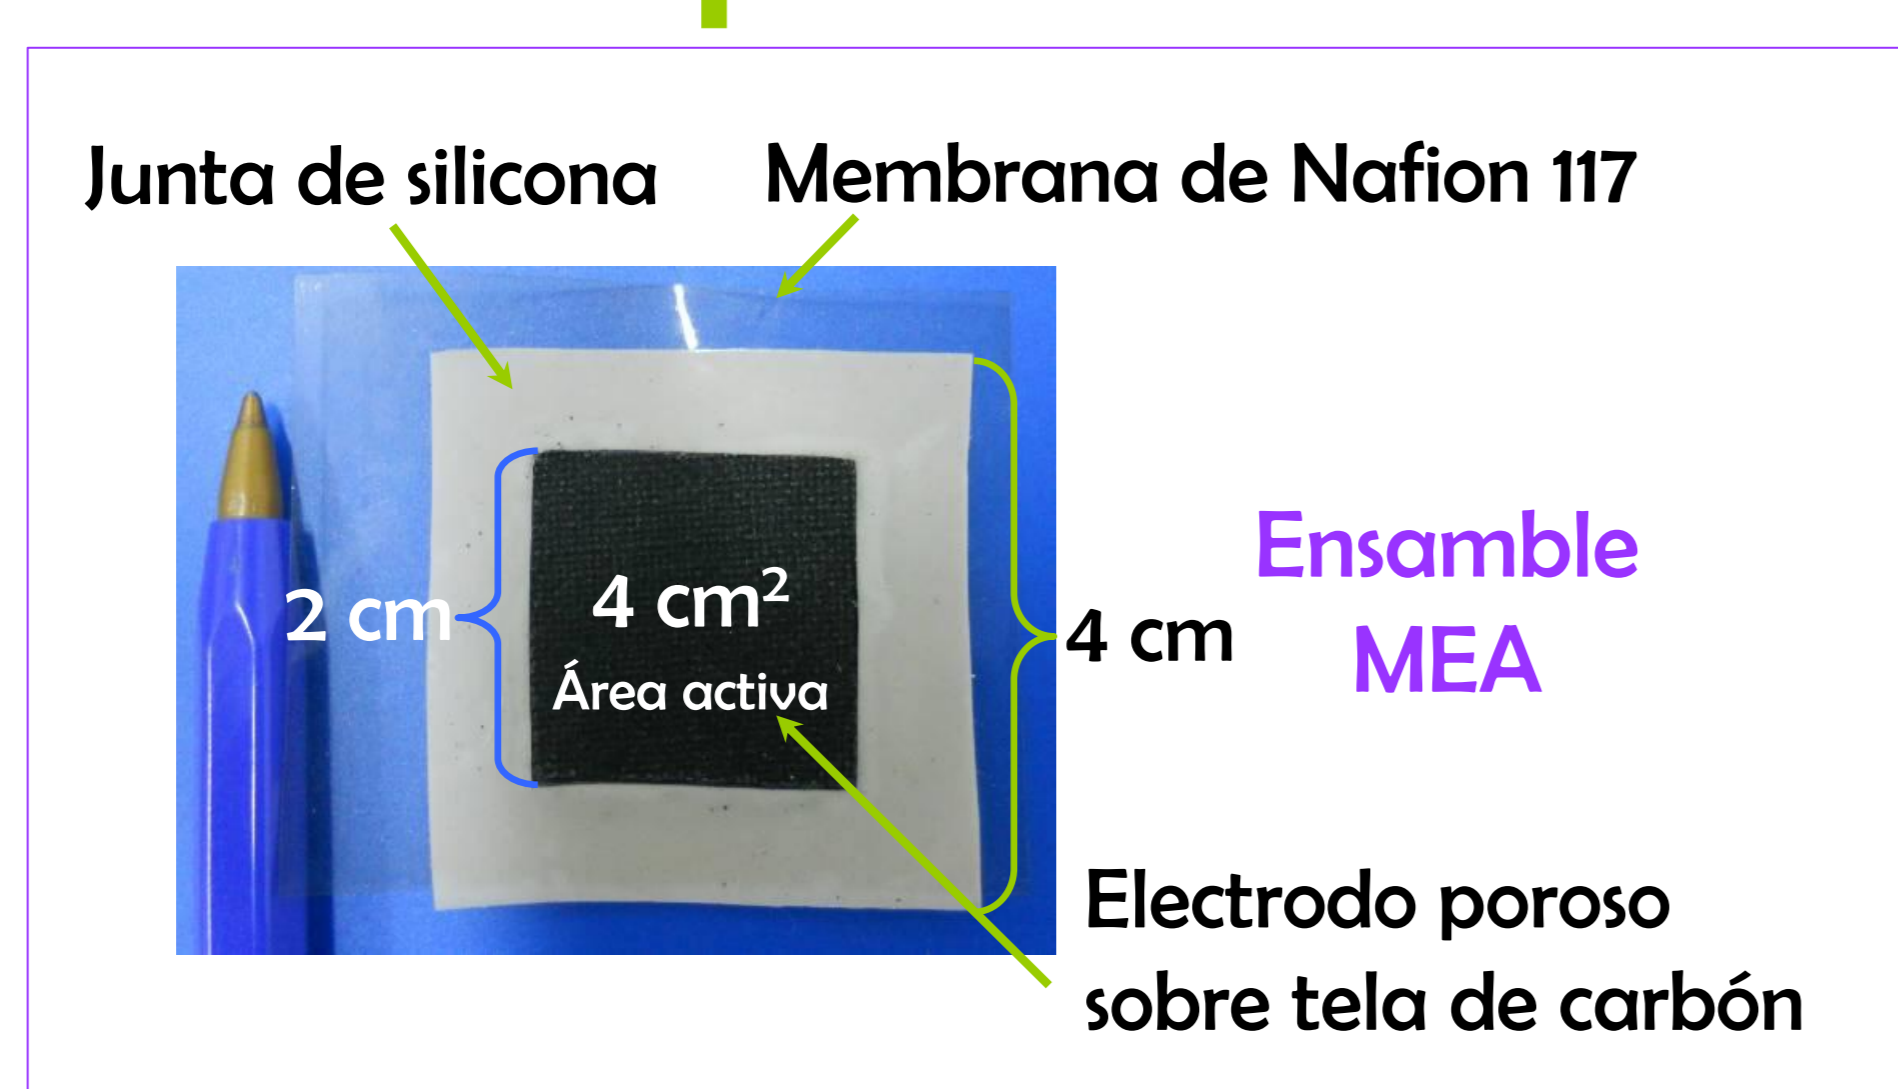 Junta de silicona
Membrana de Nafion 117
2 cm
4 cm²
Área activa
4 cm
Ensamble
MEA
Electrodo poroso
sobre tela de carbón